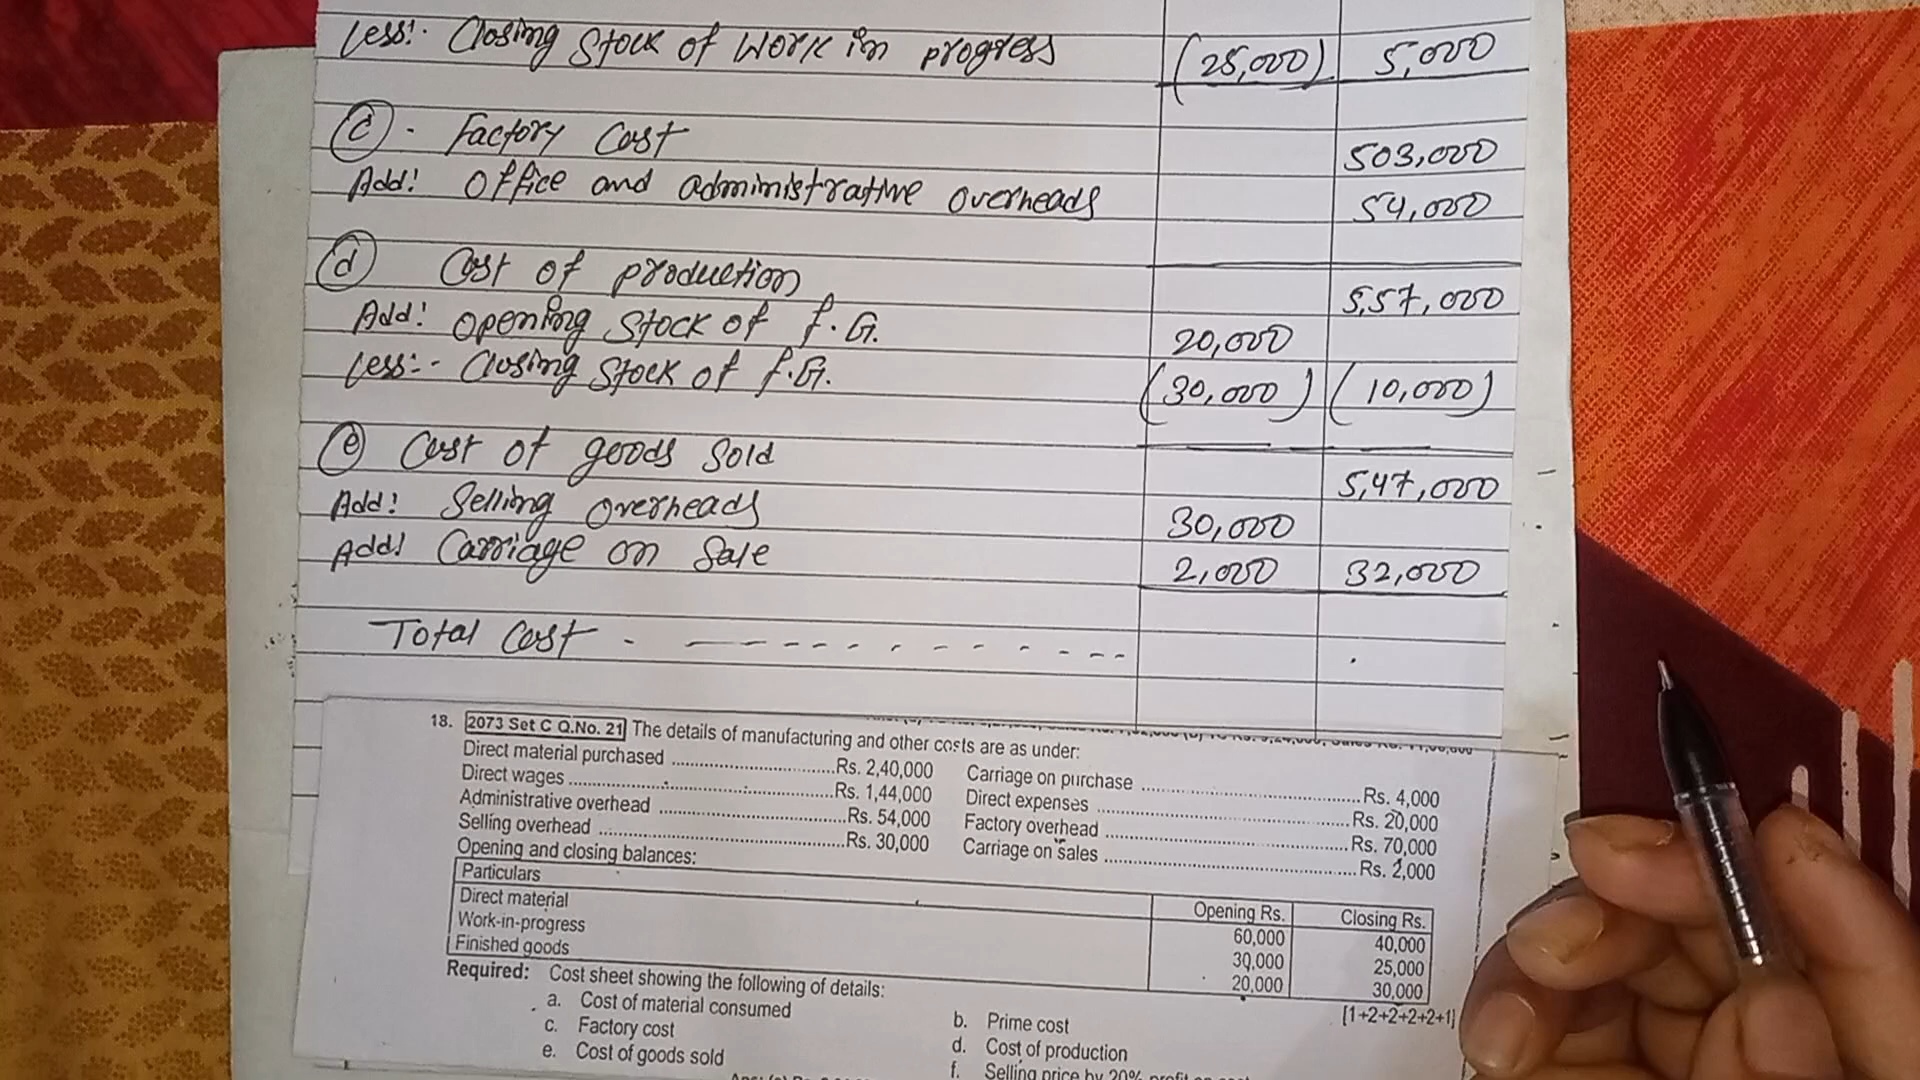 Less:- Closing Stock of Work in progress (25,000) 5,000
(c) - Factory Cost 503,000
Add: Office and administrative overheads 54,000
(d) Cost of production 5,57,000
Add: Opening Stock of F.G. 20,000
Less:- Closing Stock of F.G. (30,000) (10,000)
(e) Cost of goods Sold 5,47,000
Add: Selling overheads 30,000
Add: Carriage on Sale 2,000 32,000
Total Cost
18. 2073 Set C Q.No. 21 The details of manufacturing and other costs are as under:
Direct material purchased ..........Rs. 2,40,000 Carriage on purchase ..........Rs. 4,000
Direct wages ..........Rs. 1,44,000 Direct expenses ..........Rs. 20,000
Administrative overhead ..........Rs. 54,000 Factory overhead ..........Rs. 70,000
Selling overhead ..........Rs. 30,000 Carriage on sales ..........Rs. 2,000
Opening and closing balances:
Particulars Opening Rs. Closing Rs.
Direct material 60,000 40,000
Work-in-progress 30,000 25,000
Finished goods 20,000 30,000
Required: Cost sheet showing the following of details: [1+2+2+2+2+1]
a. Cost of material consumed b. Prime cost
c. Factory cost d. Cost of production
e. Cost of goods sold f. Selling price by 20% profit on